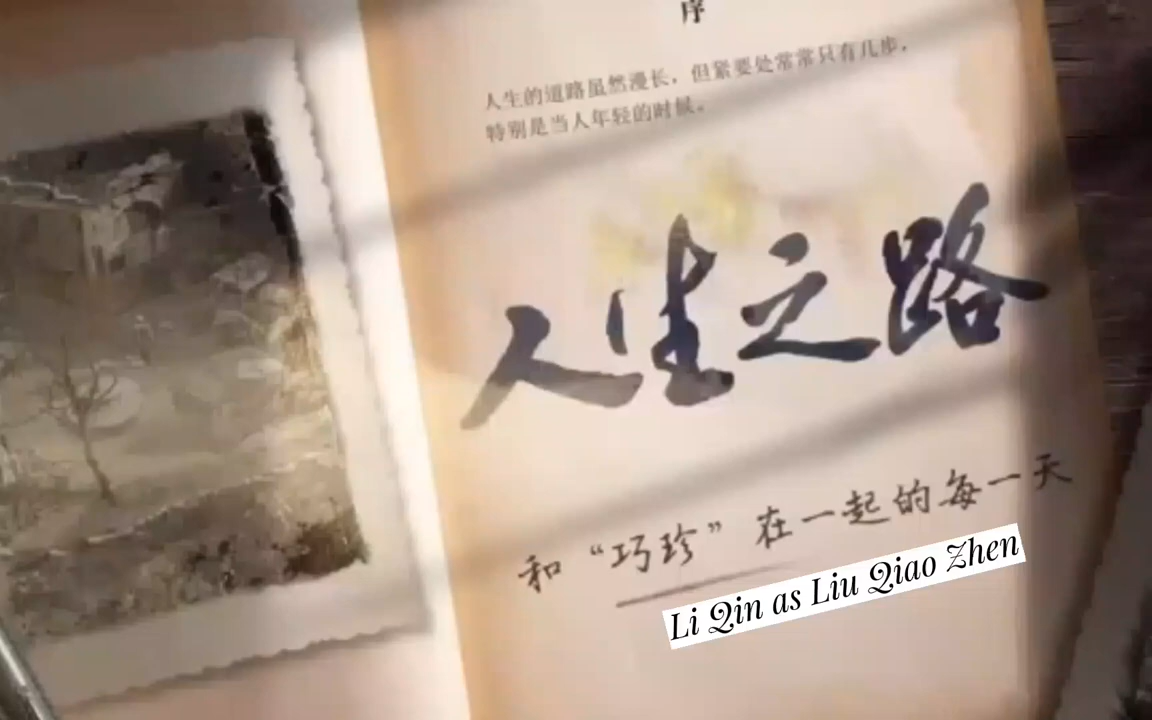 序
人生的道路虽然漫长，但紧要处常常只有几步，
特别是当人年轻的时候。
人生之路
和“巧珍”在一起的每一天
Li Qin as Liu Qiao Zhen